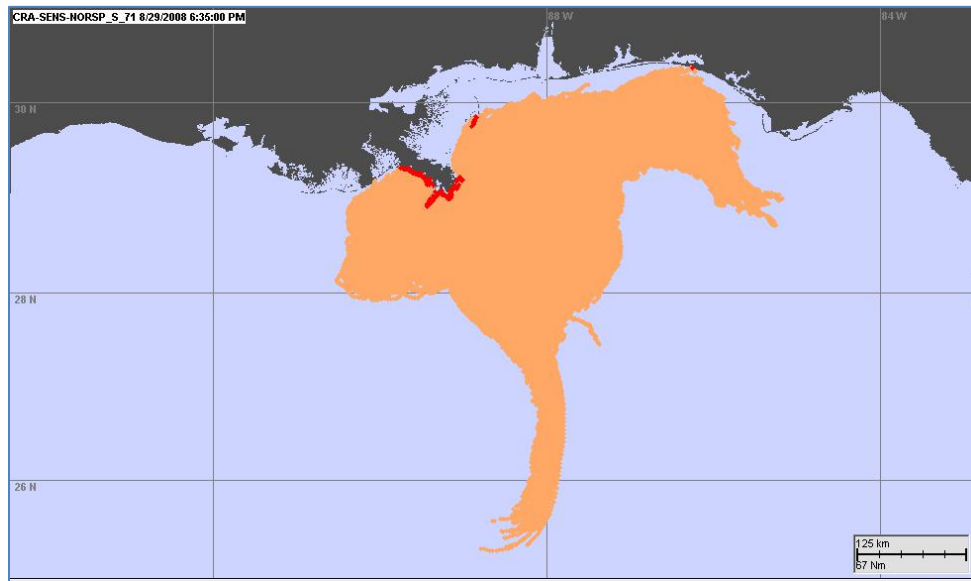 CRA-SENS-NORSP_S_71 8/29/2008 6:35:00 PM
88 W
84 W
30 N
28 N
26 N
125 km
67 Nm